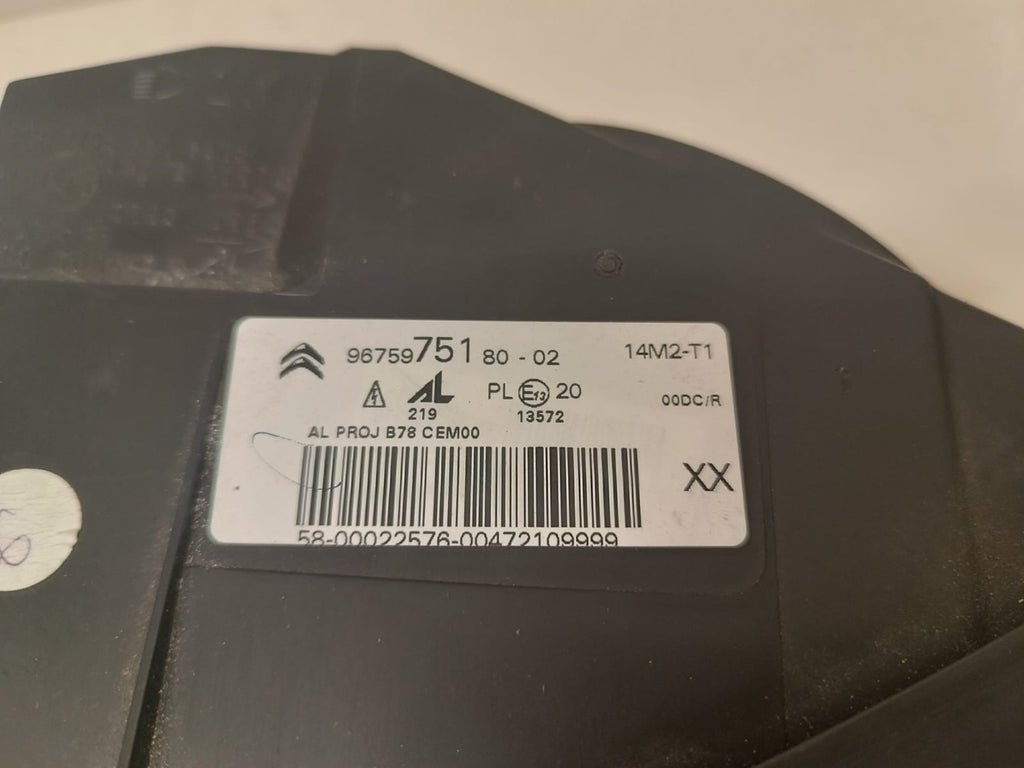 96759751 80 - 02 14M2-T1
AL PL E13 20 00DC/R
219 13572
AL PROJ B78 CEM00
XX
58-00022576-00472109999